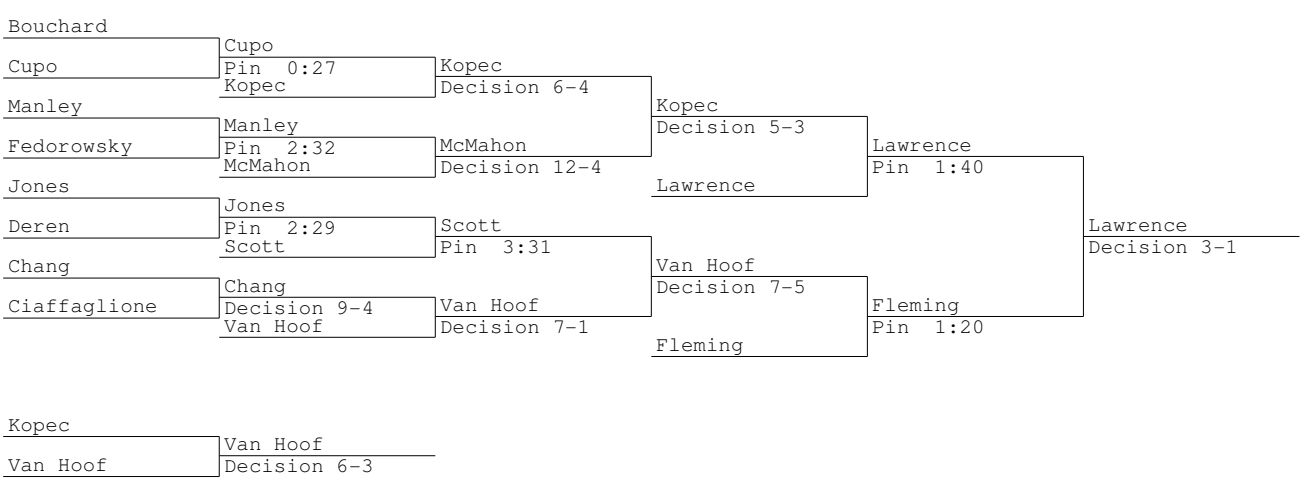 Bouchard
Cupo
Cupo
Pin 0:27
Kopec
Kopec
Decision 6-4
Manley
Fedorowsky
Manley
Pin 2:32
McMahon
McMahon
Decision 12-4
Kopec
Decision 5-3
Lawrence
Lawrence
Pin 1:40
Jones
Deren
Jones
Pin 2:29
Scott
Scott
Pin 3:31
Chang
Ciaffaglione
Chang
Decision 9-4
Van Hoof
Van Hoof
Decision 7-1
Van Hoof
Decision 7-5
Fleming
Fleming
Pin 1:20
Lawrence
Decision 3-1
Kopec
Van Hoof
Van Hoof
Decision 6-3